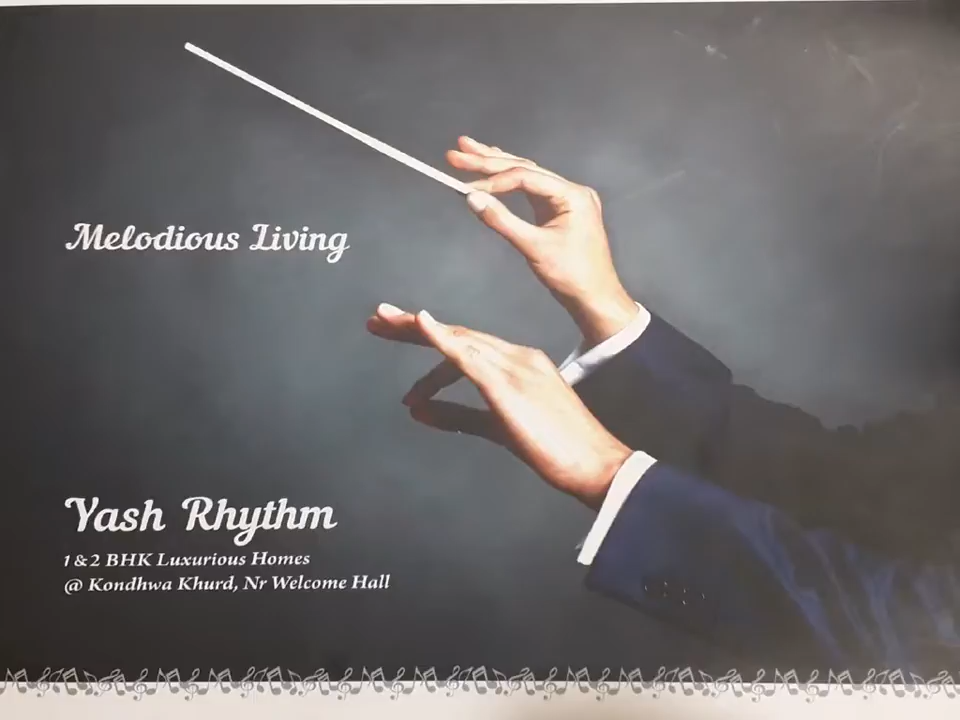 Melodious Living
Yash Rhythm
1 & 2 BHK Luxurious Homes
@ Kondhwa Khurd, Nr Welcome Hall